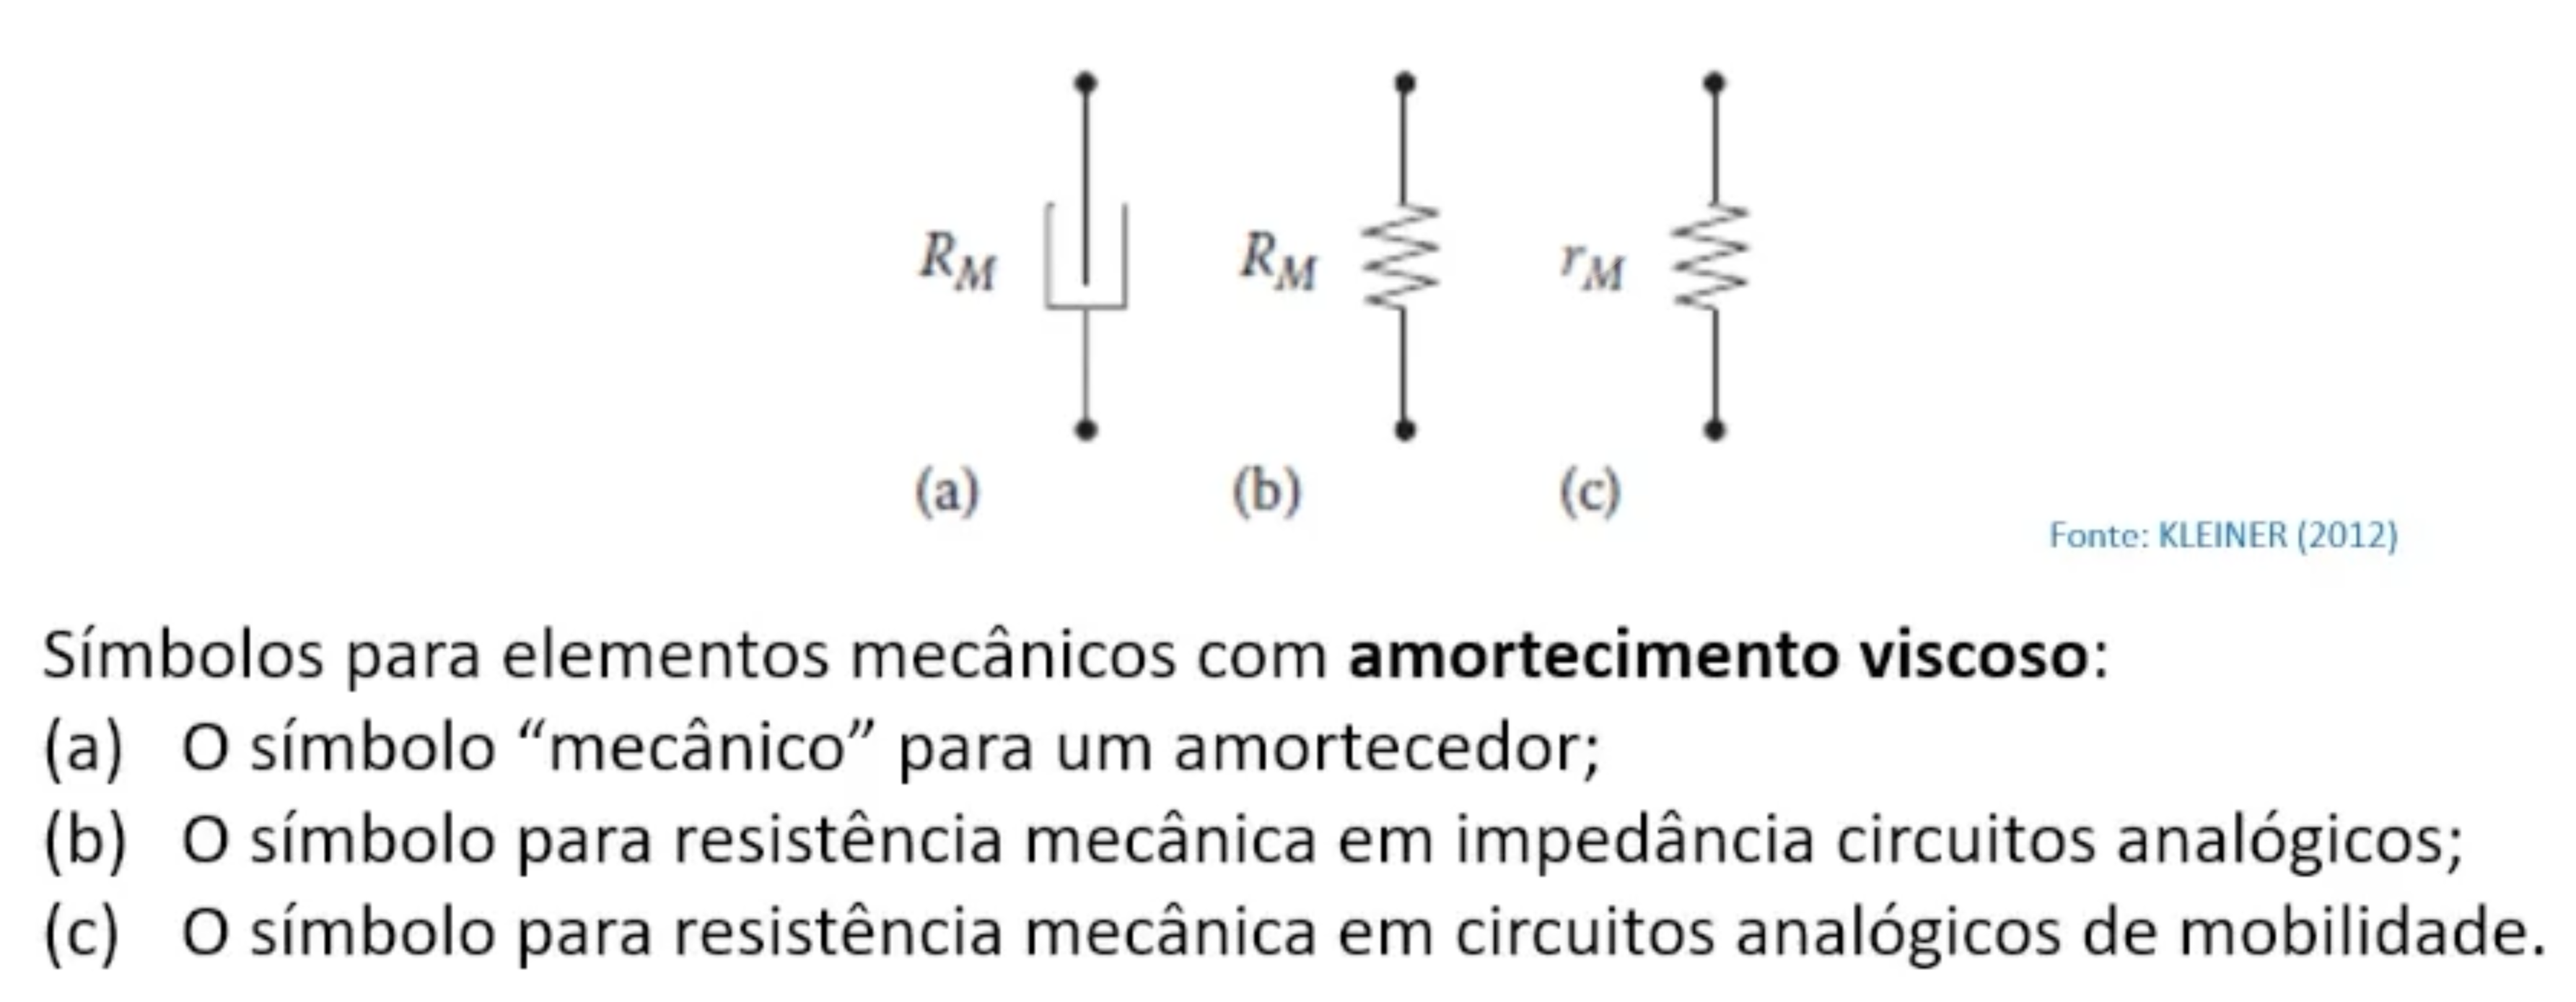 R_M R_M r_M
(a) (b) (c)
Fonte: KLEINER (2012)
Símbolos para elementos mecânicos com amortecimento viscoso:
(a) O símbolo “mecânico” para um amortecedor;
(b) O símbolo para resistência mecânica em impedância circuitos analógicos;
(c) O símbolo para resistência mecânica em circuitos analógicos de mobilidade.